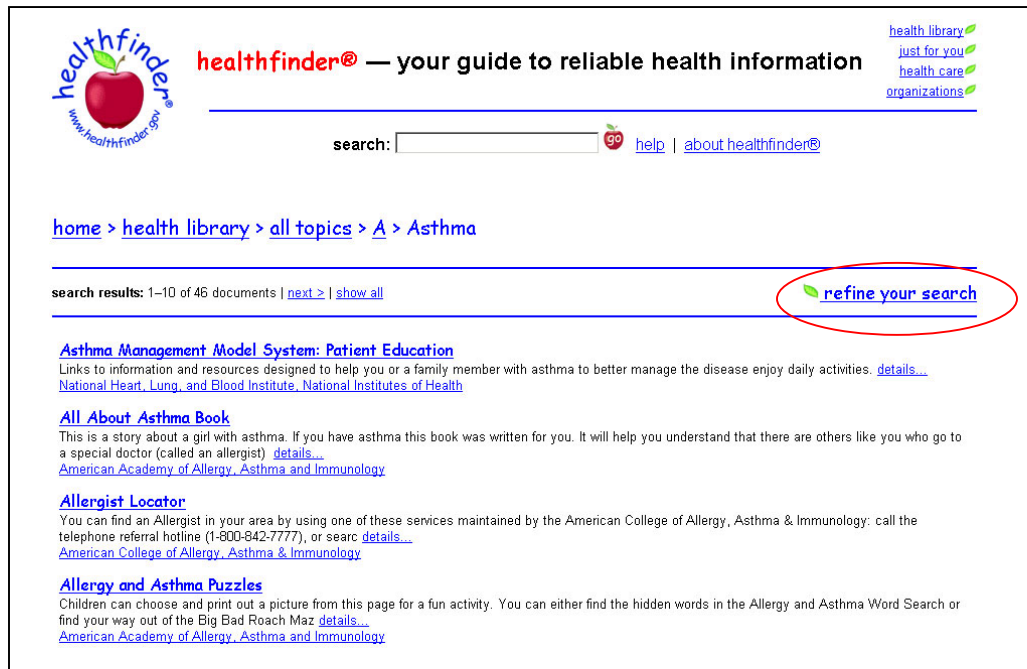 healthfinder®
www.healthfinder.gov
healthfinder® — your guide to reliable health information
health library
just for you
health care
organizations
search: go help | about healthfinder®
home > health library > all topics > A > Asthma
search results: 1–10 of 46 documents | next > | show all
refine your search
Asthma Management Model System: Patient Education
Links to information and resources designed to help you or a family member with asthma to better manage the disease enjoy daily activities. details...
National Heart, Lung, and Blood Institute, National Institutes of Health
All About Asthma Book
This is a story about a girl with asthma. If you have asthma this book was written for you. It will help you understand that there are others like you who go to
a special doctor (called an allergist) details...
American Academy of Allergy, Asthma and Immunology
Allergist Locator
You can find an Allergist in your area by using one of these services maintained by the American College of Allergy, Asthma & Immunology: call the
telephone referral hotline (1-800-842-7777), or searc details...
American College of Allergy, Asthma & Immunology
Allergy and Asthma Puzzles
Children can choose and print out a picture from this page for a fun activity. You can either find the hidden words in the Allergy and Asthma Word Search or
find your way out of the Big Bad Roach Maz details...
American Academy of Allergy, Asthma and Immunology